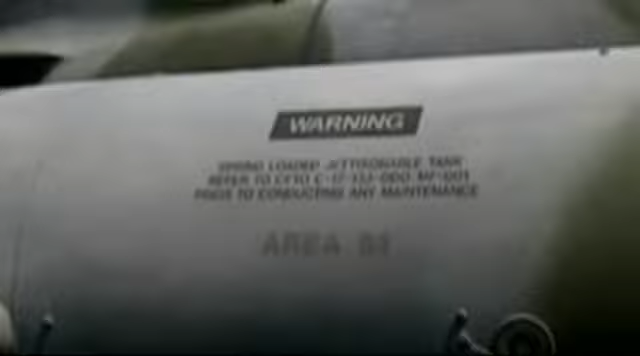 WARNING
SPRING LOADED JETTISONABLE TANK
REFER TO CFTO
PRIOR TO CONDUCTING ANY MAINTENANCE
AREA